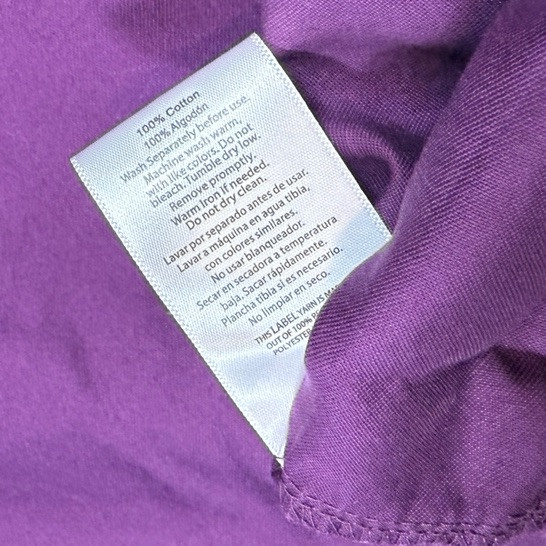 100% Cotton
100% Algodón
Wash Separately before use.
Machine wash warm,
with like colors. Do not
bleach. Tumble dry low.
Remove promptly.
Warm Iron if needed.
Do not dry clean.
Lavar por separado antes de usar.
Lavar a máquina en agua tibia,
con colores similares.
No usar blanqueador.
Secar en secadora a temperatura
baja, Sacar rápidamente.
Plancha tibia si es necesario.
No limpiar en seco.
THIS LABEL YARN IS
OUT OF 100%
POLYESTER